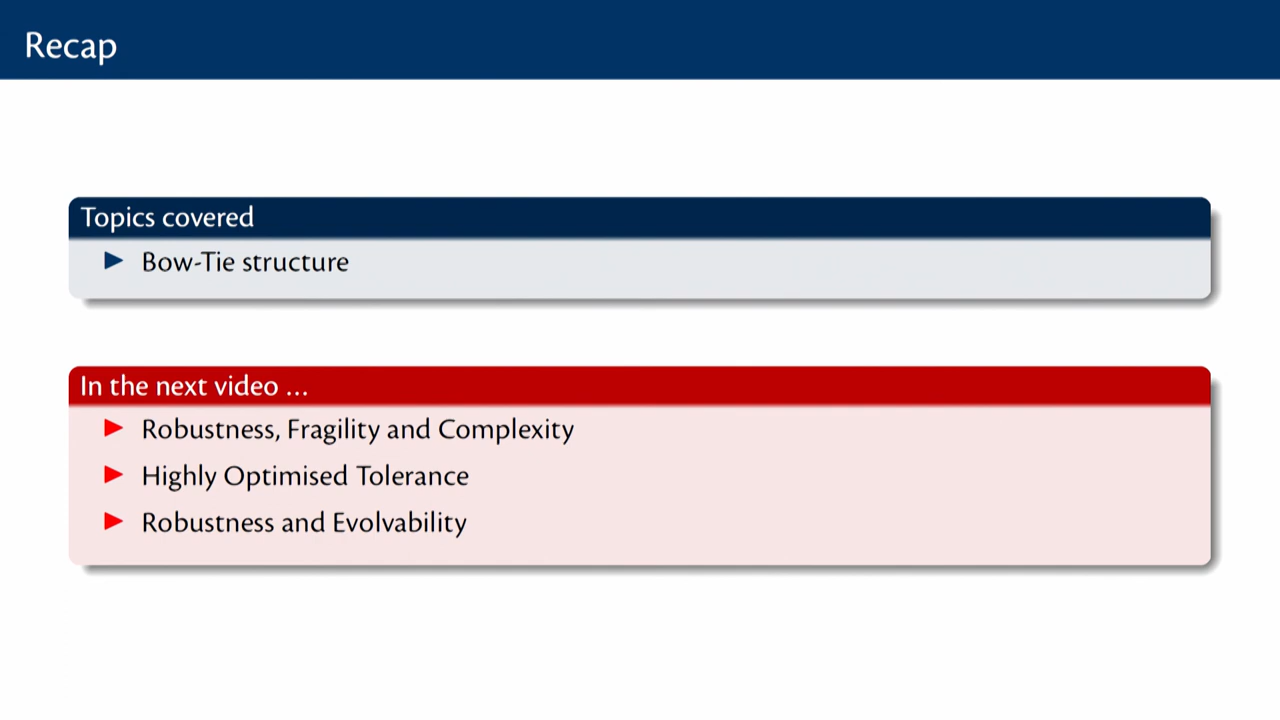 Recap
Topics covered
Bow-Tie structure
In the next video ...
Robustness, Fragility and Complexity
Highly Optimised Tolerance
Robustness and Evolvability